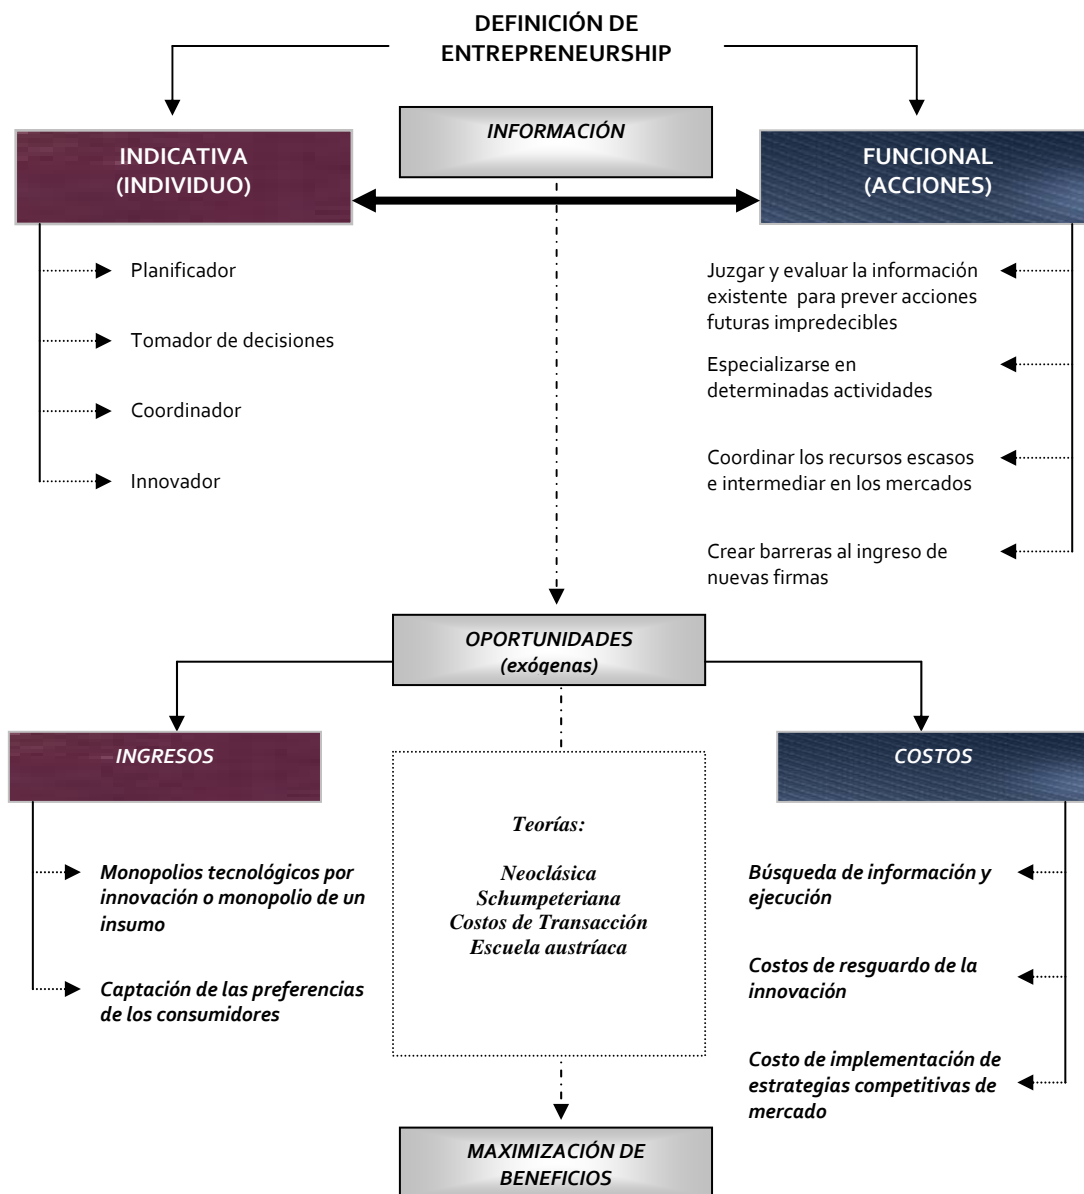 DEFINICIÓN DE
ENTREPRENEURSHIP
INFORMACIÓN
INDICATIVA
(INDIVIDUO)
FUNCIONAL
(ACCIONES)
Planificador
Tomador de decisiones
Coordinador
Innovador
Juzgar y evaluar la información
existente para prever acciones
futuras impredecibles
Especializarse en
determinadas actividades
Coordinar los recursos escasos
e intermediar en los mercados
Crear barreras al ingreso de
nuevas firmas
OPORTUNIDADES
(exógenas)
INGRESOS
COSTOS
Monopolios tecnológicos por
innovación o monopolio de un
insumo
Captación de las preferencias
de los consumidores
Teorías:
Neoclásica
Schumpeteriana
Costos de Transacción
Escuela austríaca
Búsqueda de información y
ejecución
Costos de resguardo de la
innovación
Costo de implementación de
estrategias competitivas de
mercado
MAXIMIZACIÓN DE
BENEFICIOS